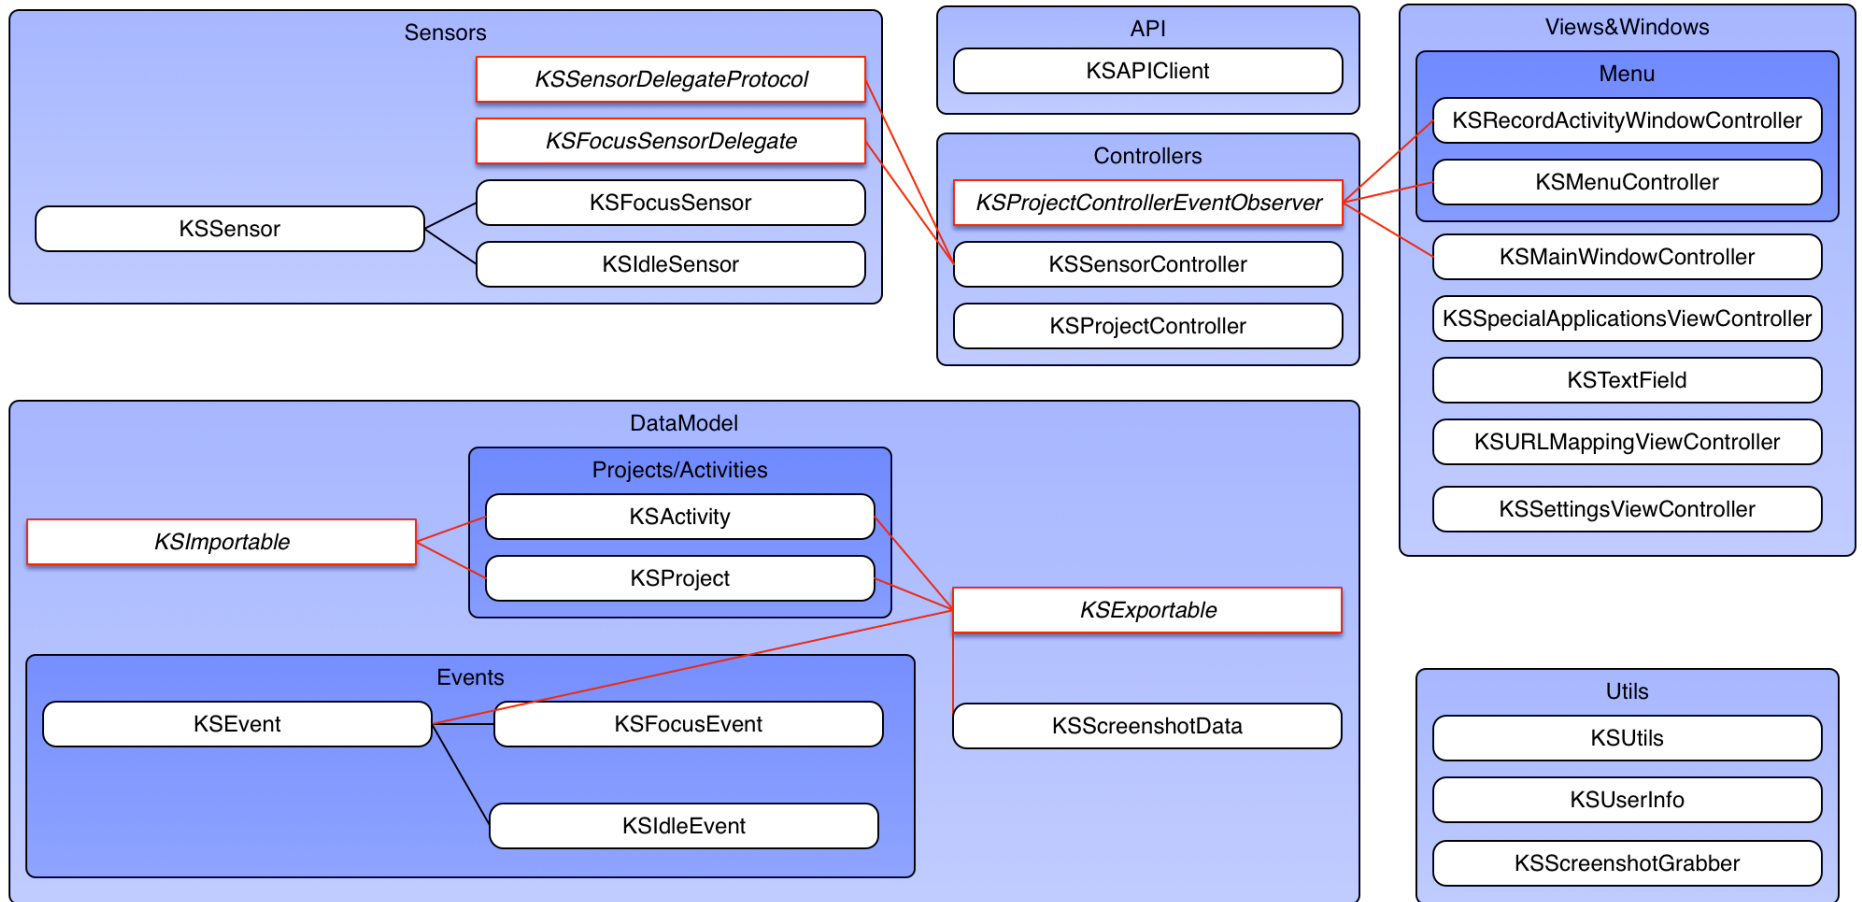 Sensors
KSSensorDelegateProtocol
KSFocusSensorDelegate
KSFocusSensor
KSSensor
KSIdleSensor
API
KSAPIClient
Controllers
KSProjectControllerEventObserver
KSSensorController
KSProjectController
Views&Windows
Menu
KSRecordActivityWindowController
KSMenuController
KSMainWindowController
KSSpecialApplicationsViewController
KSTextField
KSURLMappingViewController
KSSettingsViewController
DataModel
Projects/Activities
KSActivity
KSImportable
KSProject
KSExportable
Events
KSEvent
KSFocusEvent
KSScreenshotData
KSIdleEvent
Utils
KSUtils
KSUserInfo
KSScreenshotGrabber